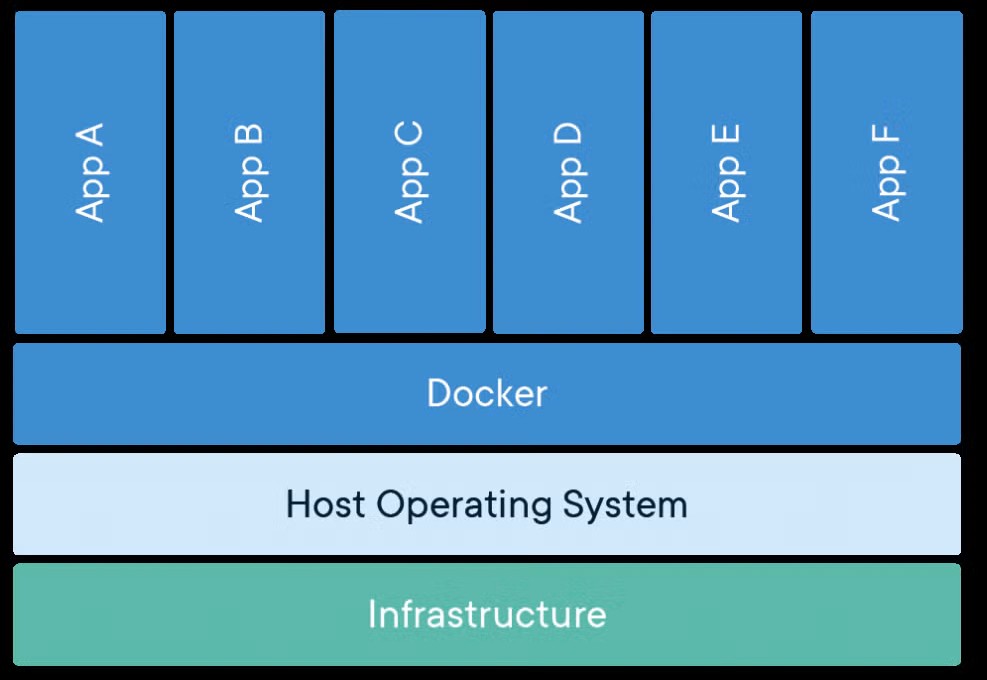 App A
App B
App C
App D
App E
App F
Docker
Host Operating System
Infrastructure